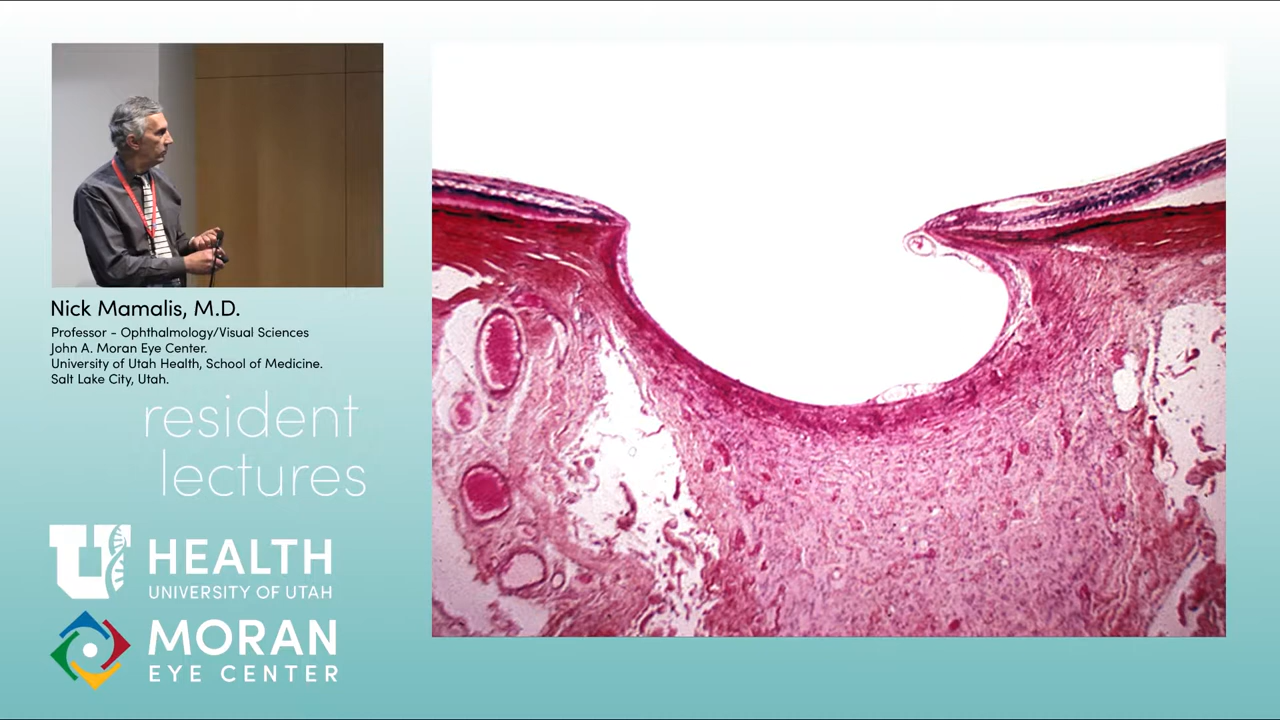 Nick Mamalis, M.D.
Professor - Ophthalmology/Visual Sciences
John A. Moran Eye Center.
University of Utah Health, School of Medicine.
Salt Lake City, Utah.
resident
lectures
U HEALTH
UNIVERSITY OF UTAH
MORAN
EYE CENTER